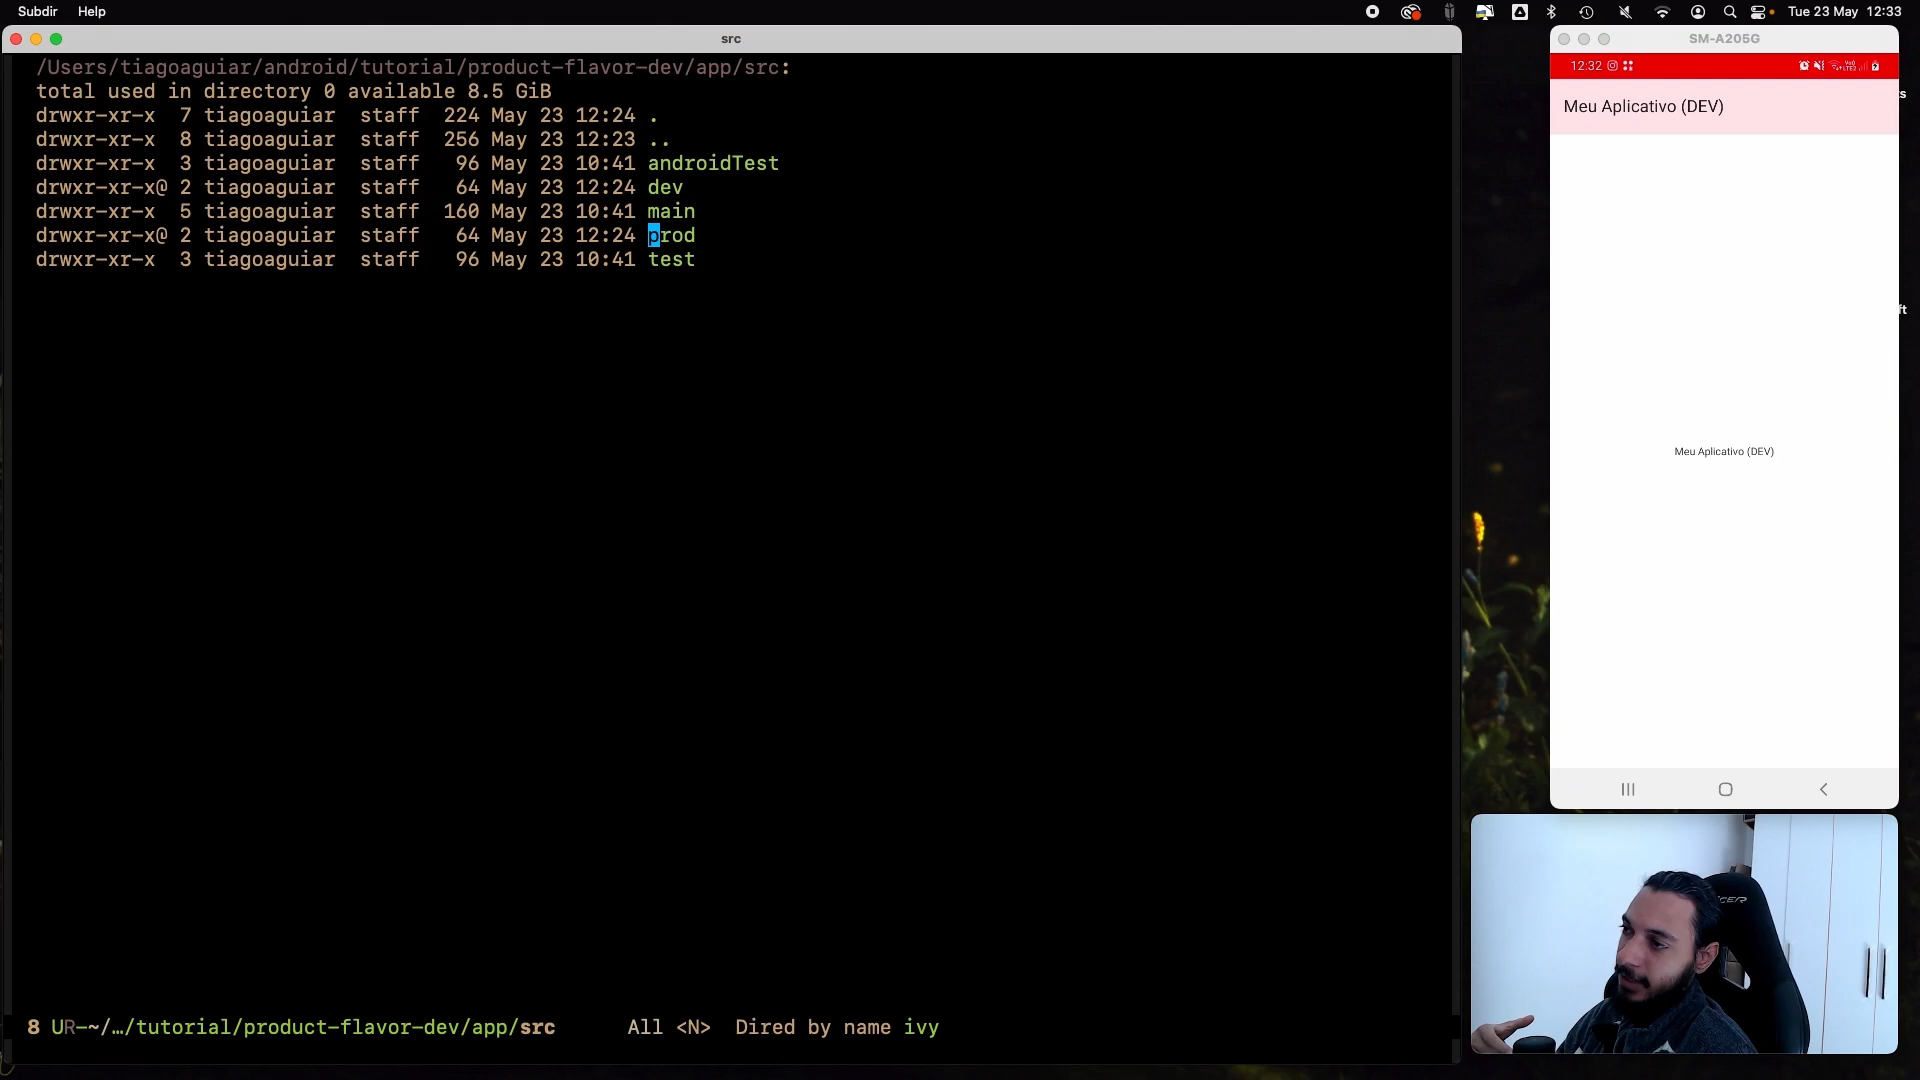 Subdir Help
Tue 23 May 12:33
src
/Users/tiagoaguiar/android/tutorial/product-flavor-dev/app/src:
total used in directory 0 available 8.5 GiB
drwxr-xr-x 7 tiagoaguiar staff 224 May 23 12:24 .
drwxr-xr-x 8 tiagoaguiar staff 256 May 23 12:23 ..
drwxr-xr-x 3 tiagoaguiar staff 96 May 23 10:41 androidTest
drwxr-xr-x@ 2 tiagoaguiar staff 64 May 23 12:24 dev
drwxr-xr-x 5 tiagoaguiar staff 160 May 23 10:41 main
drwxr-xr-x@ 2 tiagoaguiar staff 64 May 23 12:24 prod
drwxr-xr-x 3 tiagoaguiar staff 96 May 23 10:41 test
8 UR-~/…/tutorial/product-flavor-dev/app/src All <N> Dired by name ivy
SM-A205G
12:32
Meu Aplicativo (DEV)
Meu Aplicativo (DEV)